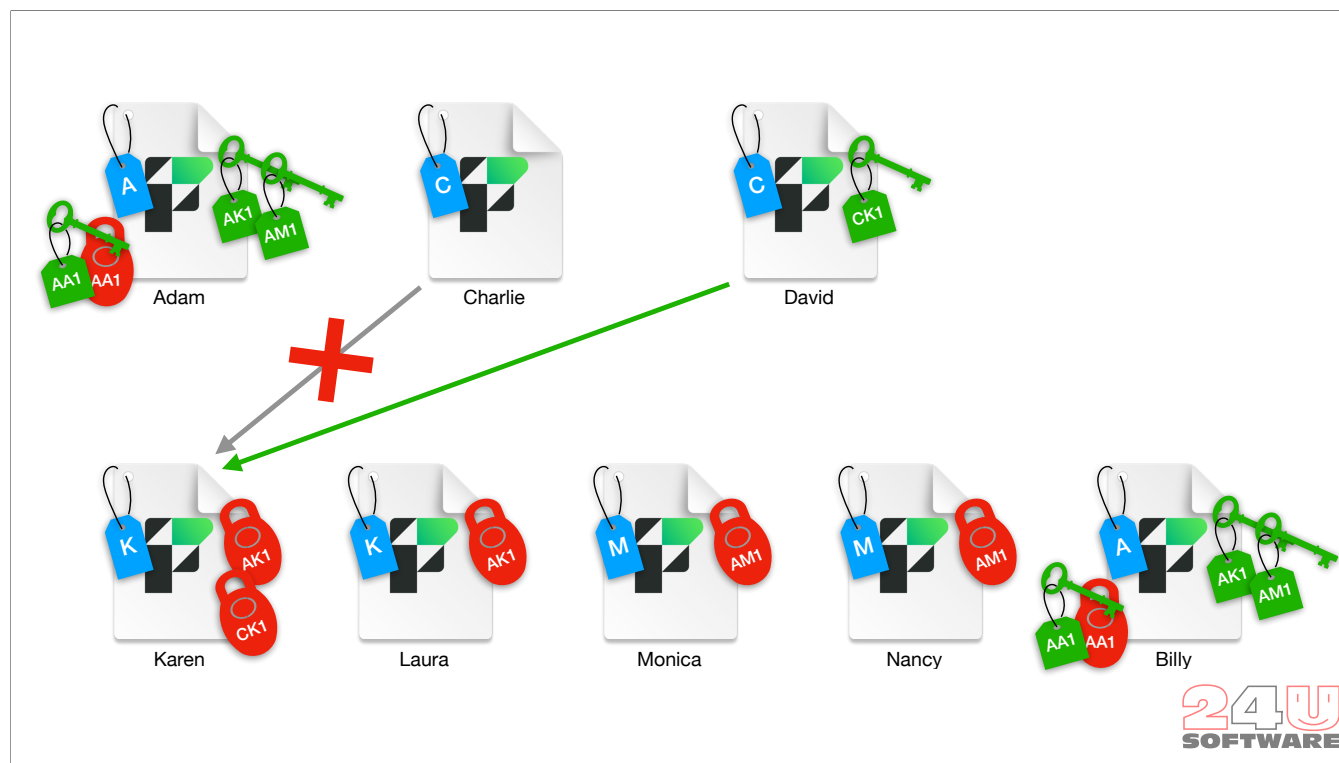 A
AK1
AM1
AA1
AA1
Adam
C
Charlie
C
CK1
David
K
AK1
CK1
Karen
K
AK1
Laura
M
AM1
Monica
M
AM1
Nancy
A
AK1
AM1
AA1
AA1
Billy
24U
SOFTWARE